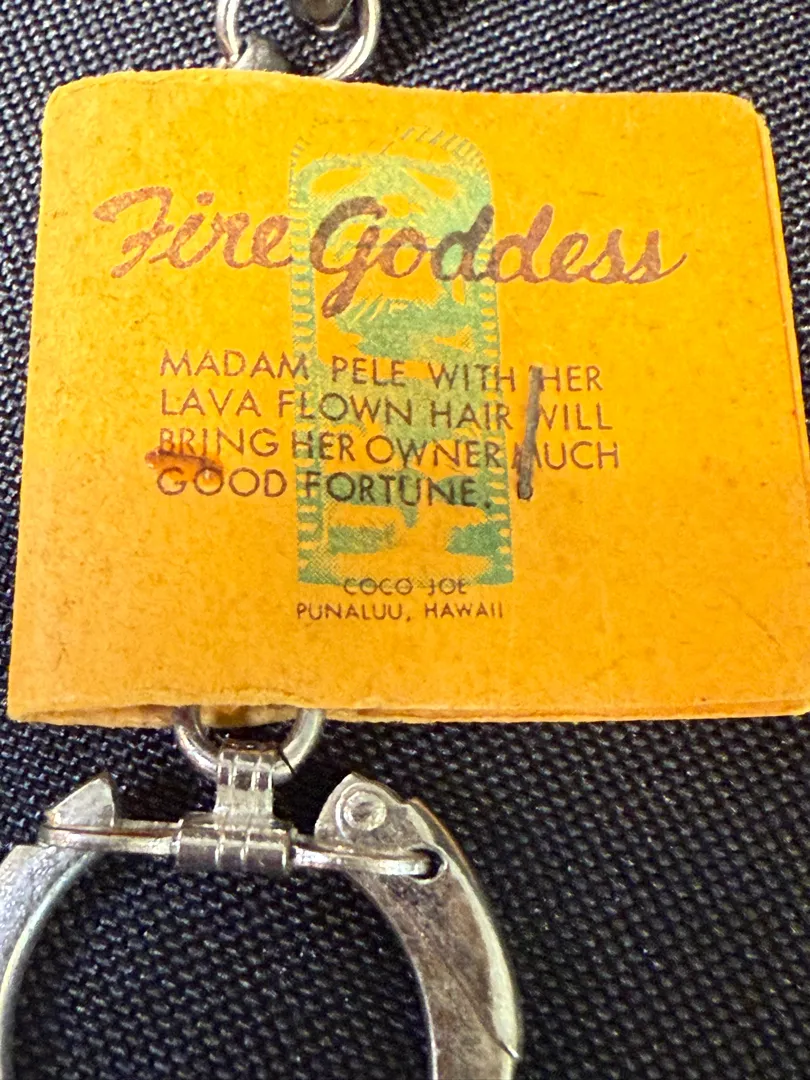 Fire Goddess
MADAM PELE WITH HER
LAVA FLOWN HAIR WILL
BRING HER OWNER MUCH
GOOD FORTUNE.
COCO JOE
PUNALUU, HAWAII